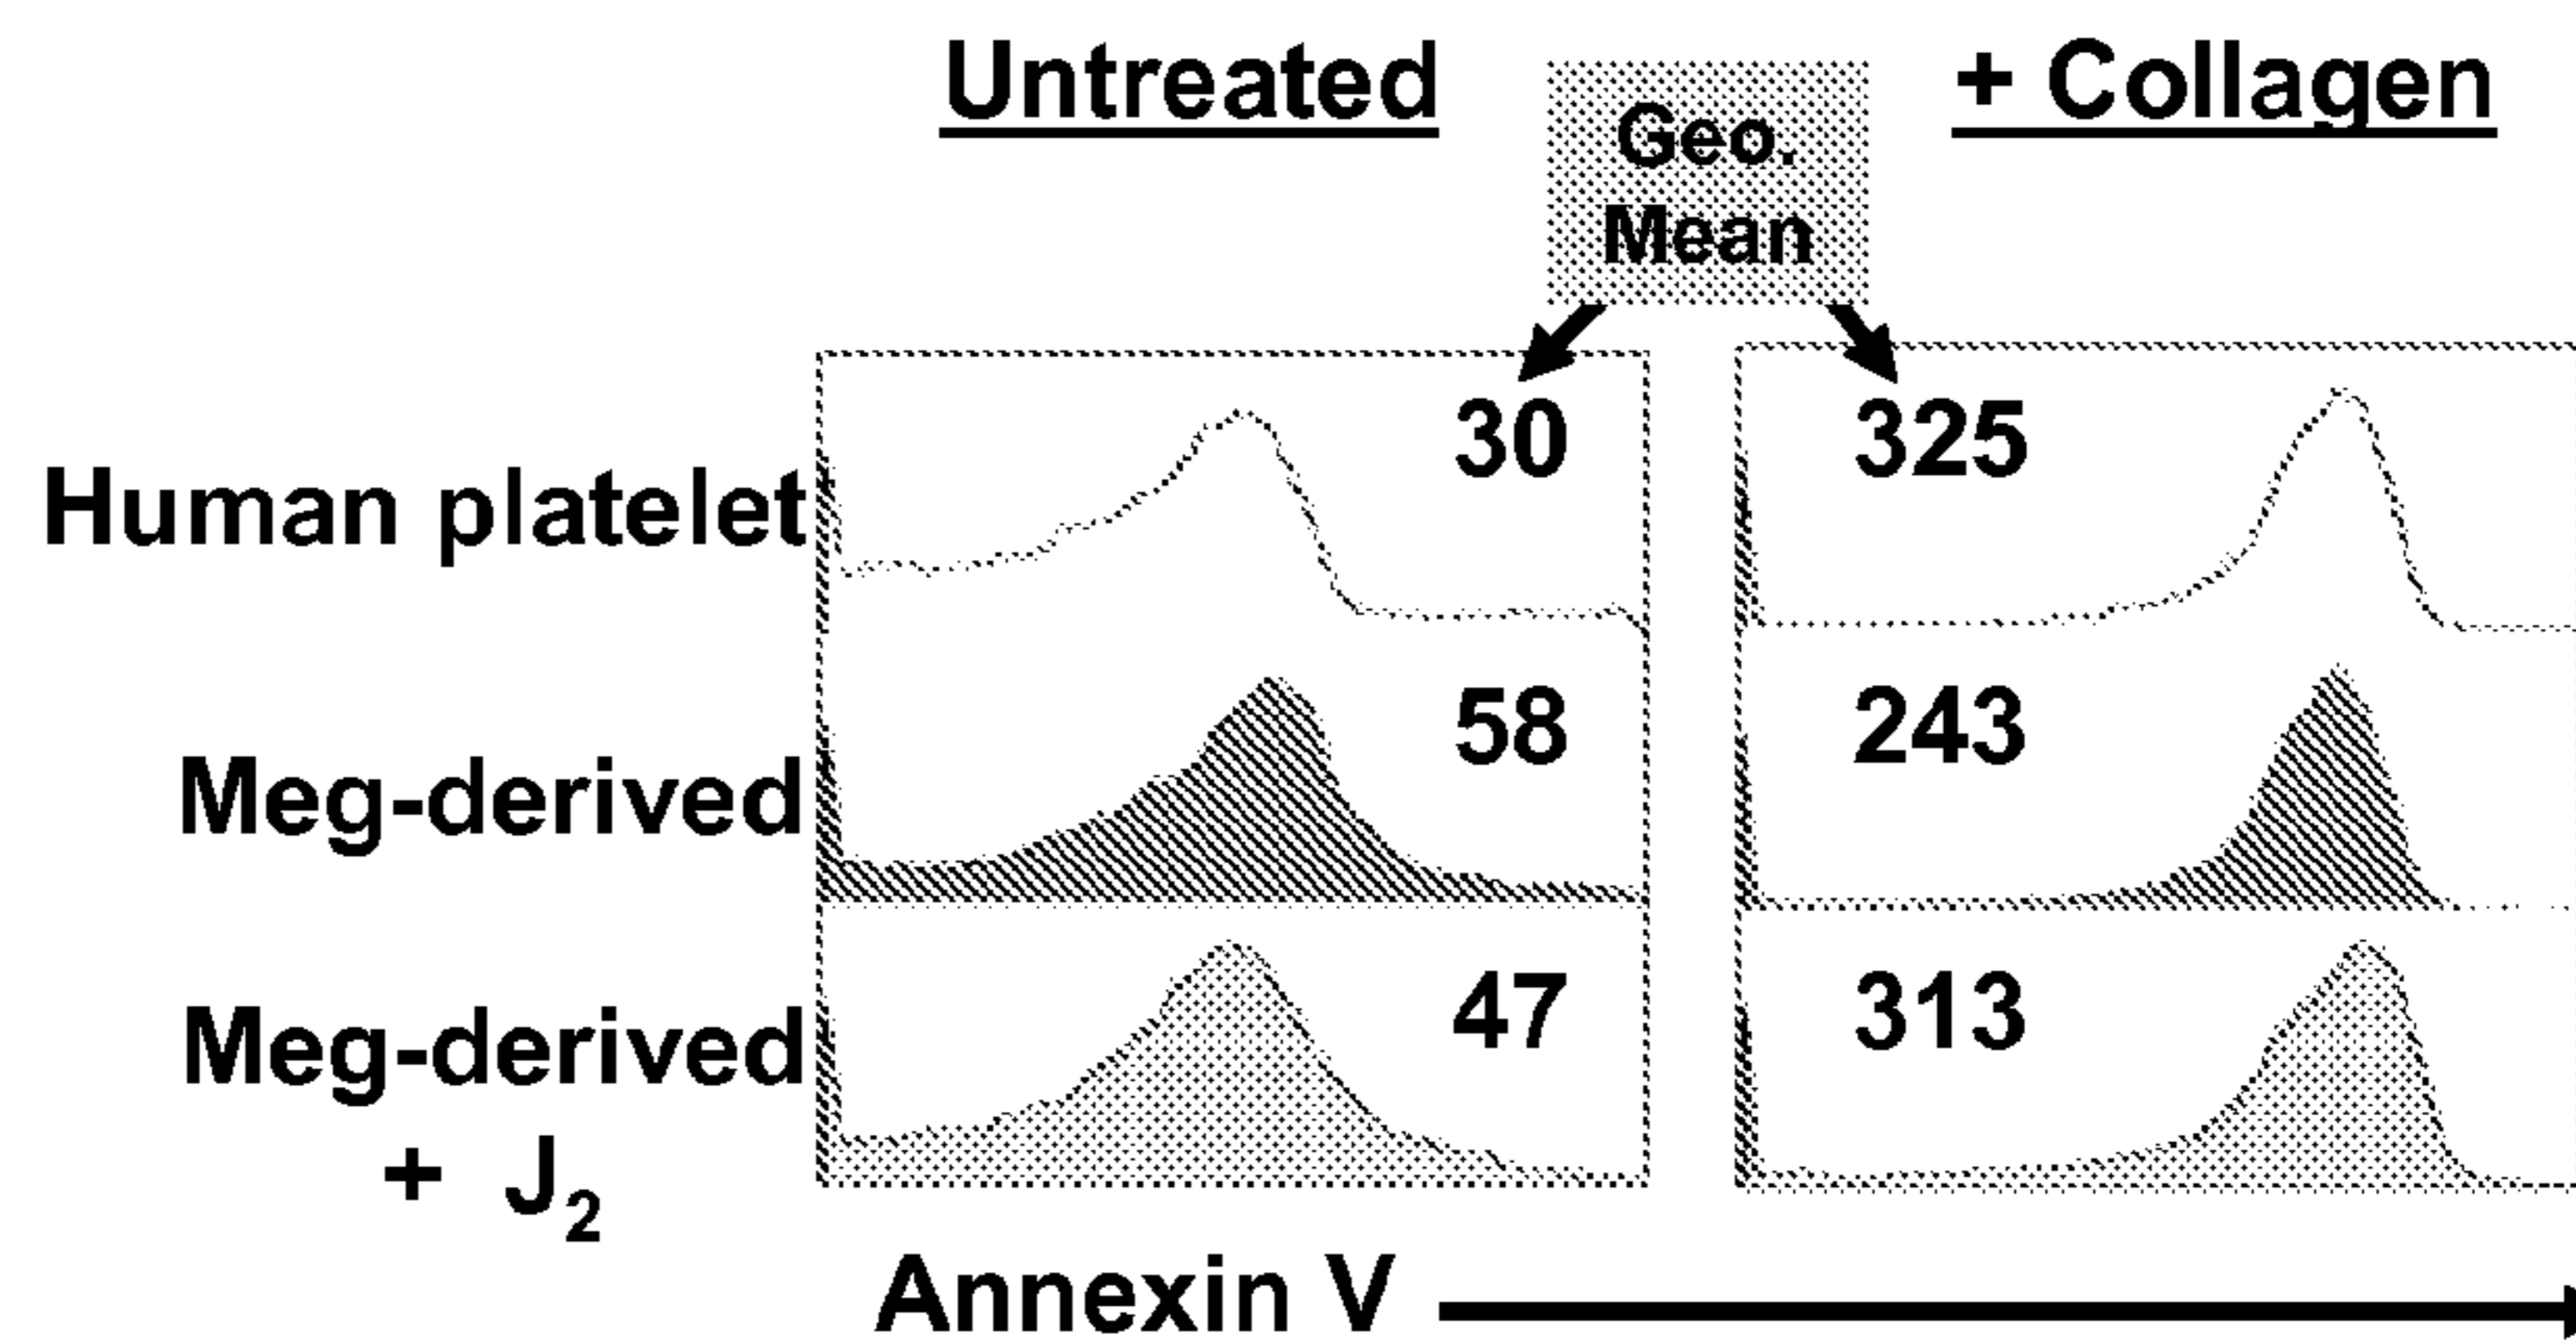 Untreated
Geo.
Mean
+ Collagen
Human platelet
30
325
Meg-derived
58
243
Meg-derived
+ J₂
47
313
Annexin V